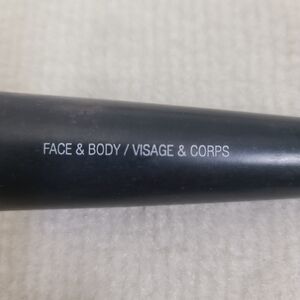 FACE & BODY / VISAGE & CORPS